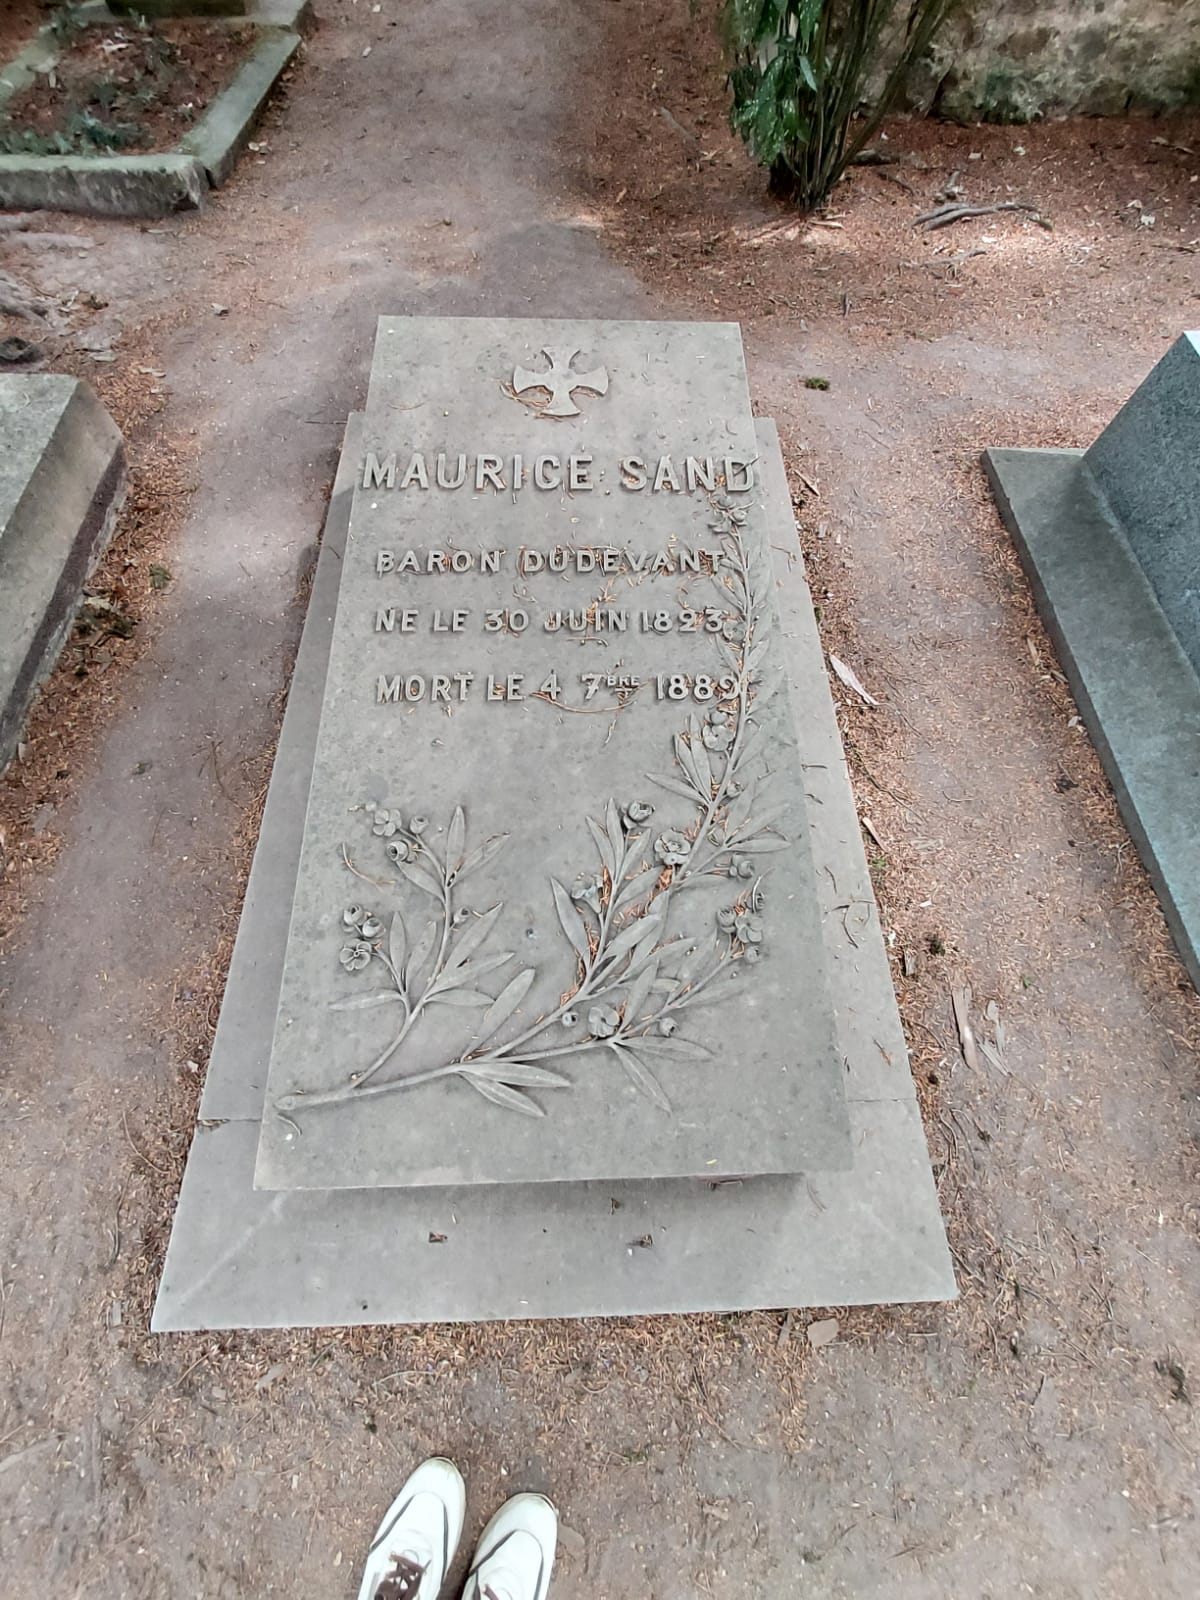 MAURICE SAND
BARON DUDEVANT
NE LE 30 JUIN 1823
MORT LE 4 7BRE 1889